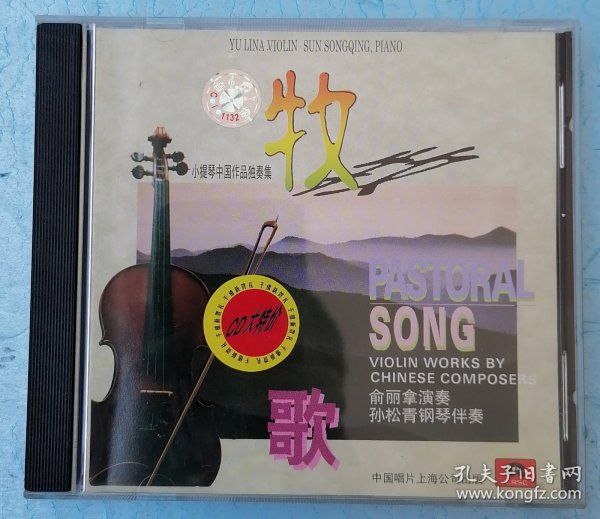 YU LINA VIOLIN SUN SONGQING, PIANO
7132
牧
小提琴中国作品独奏集
PASTORAL
SONG
VIOLIN WORKS BY
CHINESE COMPOSERS
俞丽拿演奏
孙松青钢琴伴奏
CD大特价
歌
中国唱片上海公司出版
孔夫子旧书网
www.kongfz.com